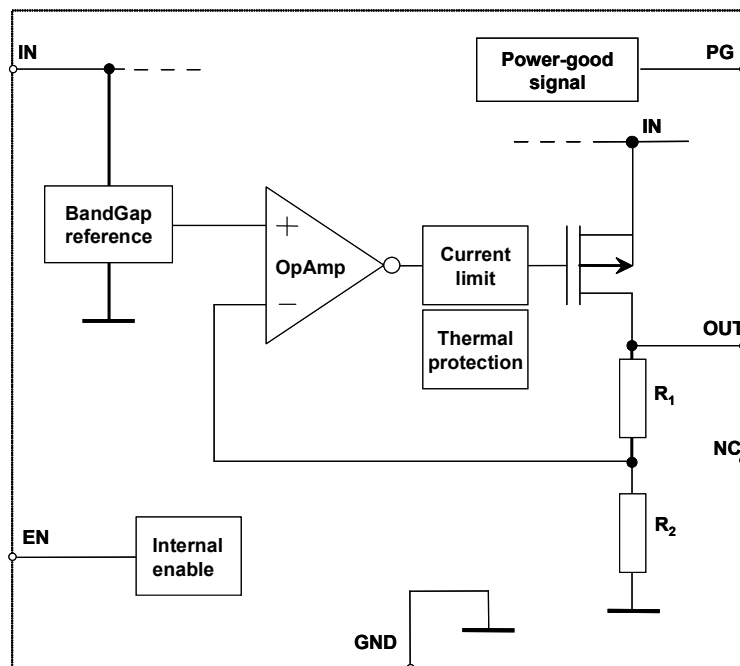 IN
Power-good
signal
PG
IN
BandGap
reference
+
OpAmp
−
Current
limit
Thermal
protection
OUT
R1
NC
R2
EN
Internal
enable
GND